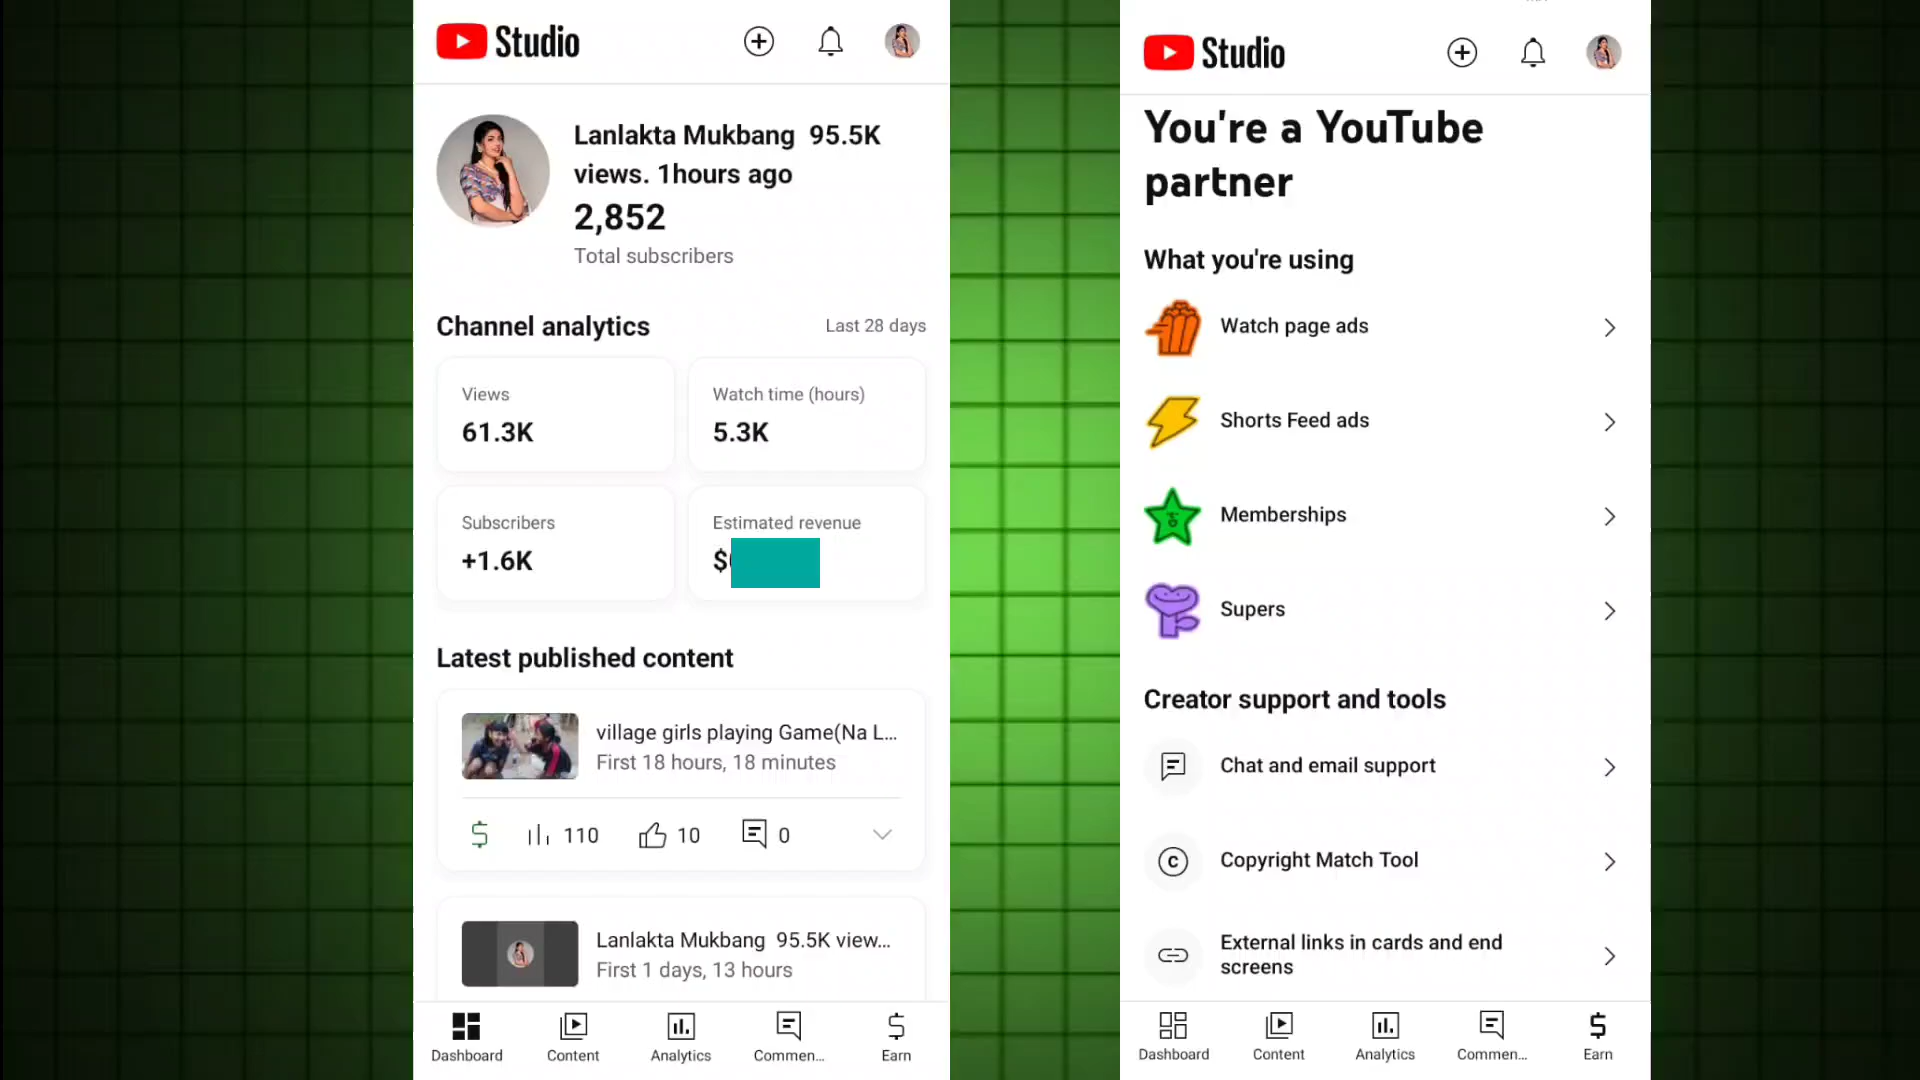 Studio
Lanlakta Mukbang 95.5K
views. 1hours ago
2,852
Total subscribers
Channel analytics
Last 28 days
Views
61.3K
Watch time (hours)
5.3K
Subscribers
+1.6K
Estimated revenue
$
Latest published content
village girls playing Game(Na L...
First 18 hours, 18 minutes
110
10
0
Lanlakta Mukbang 95.5K view...
First 1 days, 13 hours
Dashboard
Content
Analytics
Commen...
Earn
Studio
You're a YouTube
partner
What you're using
Watch page ads
Shorts Feed ads
Memberships
Supers
Creator support and tools
Chat and email support
Copyright Match Tool
External links in cards and end
screens
Dashboard
Content
Analytics
Commen...
Earn